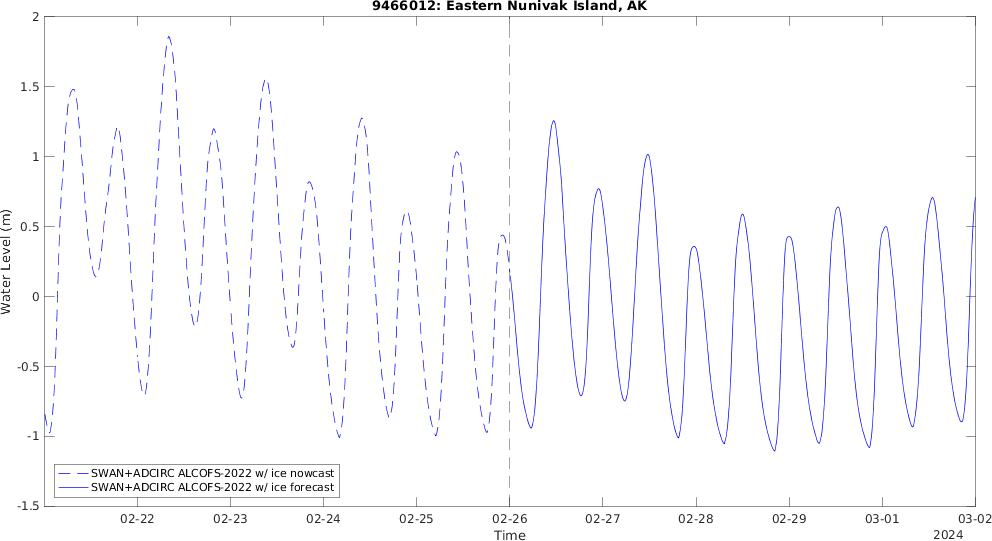 9466012: Eastern Nunivak Island, AK
Water Level (m)
2
1.5
1
0.5
0
-0.5
-1
-1.5
SWAN+ADCIRC ALCOFS-2022 w/ ice nowcast
SWAN+ADCIRC ALCOFS-2022 w/ ice forecast
02-22 02-23 02-24 02-25 02-26 02-27 02-28 02-29 03-01 03-02
Time
2024